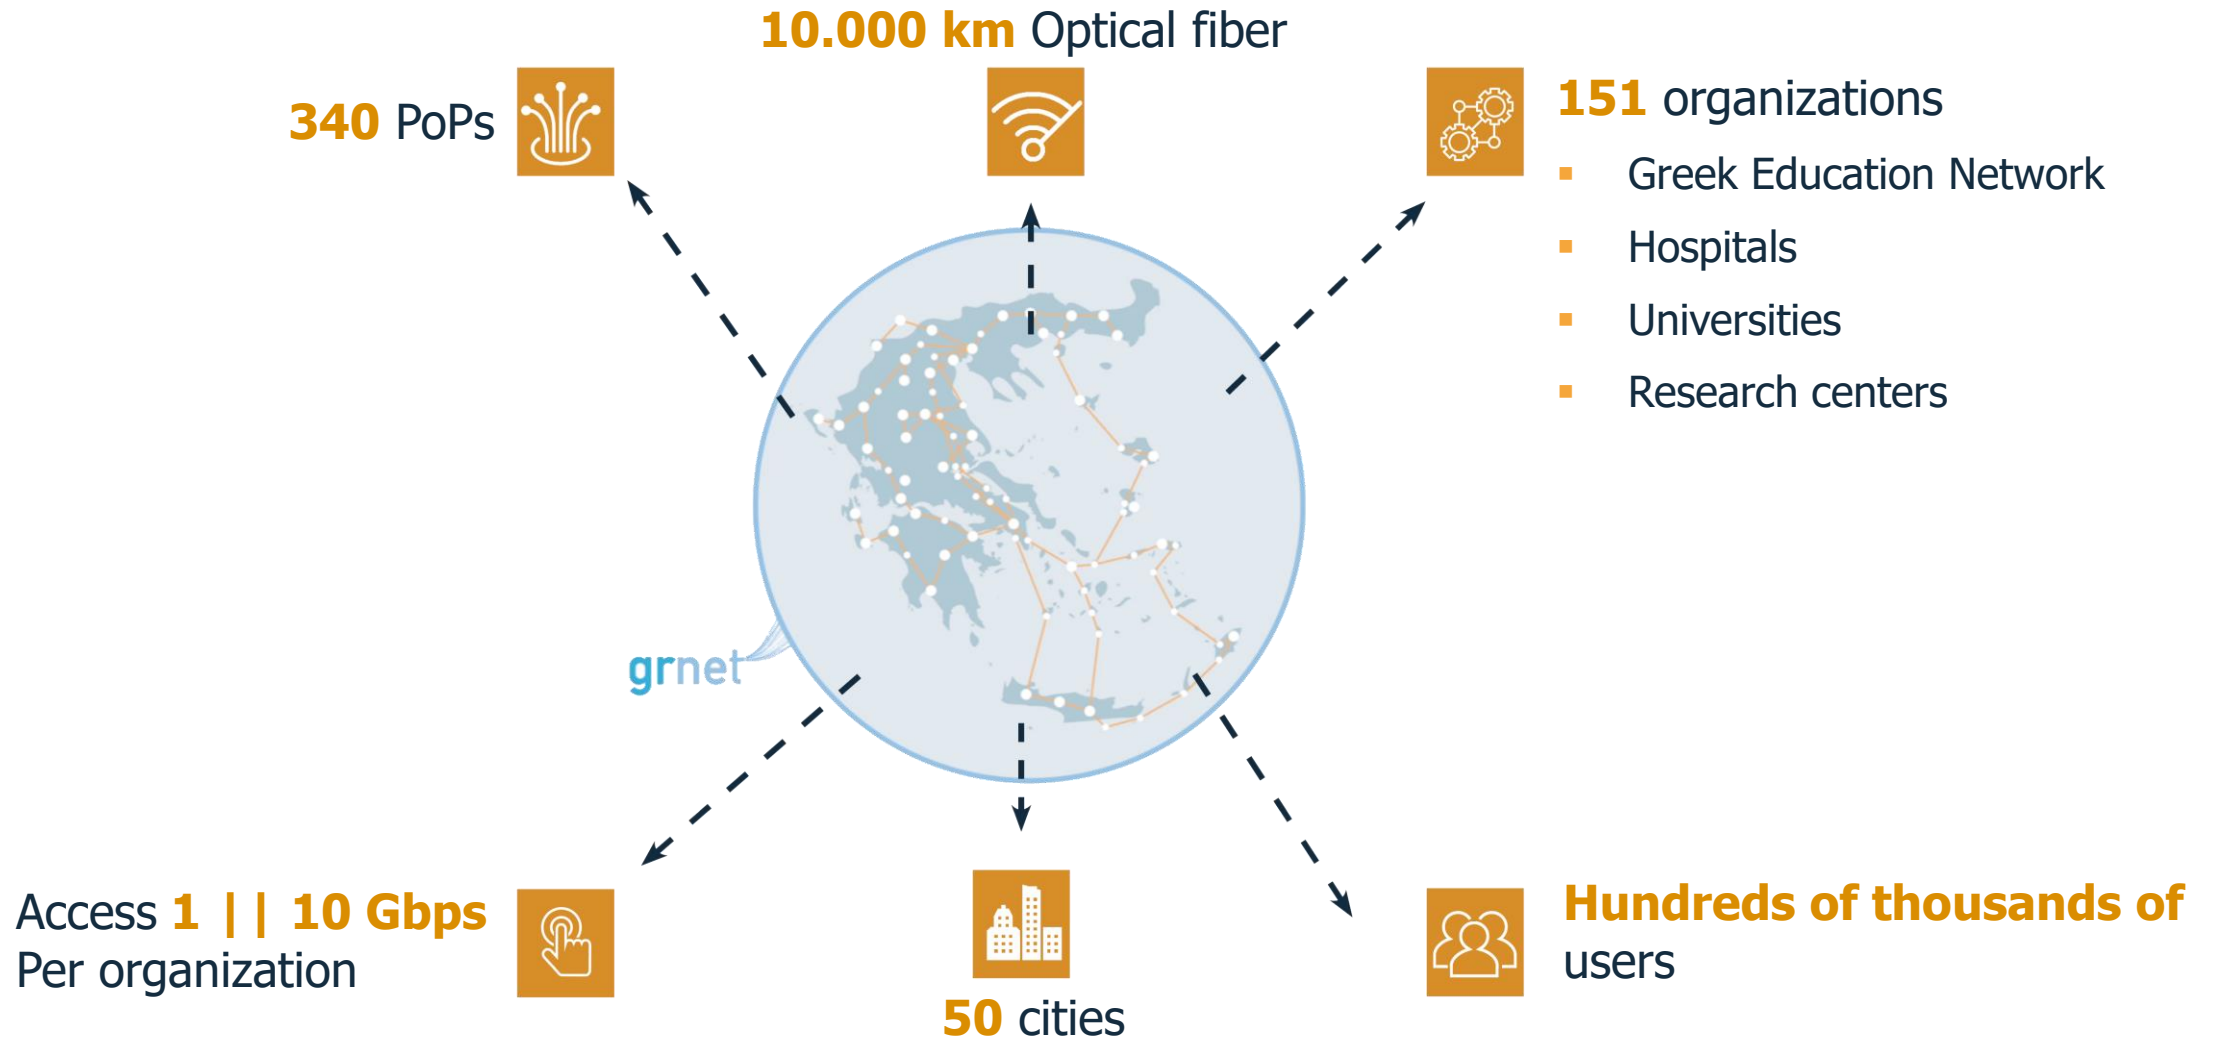 10.000 km Optical fiber
340 PoPs
151 organizations
▪ Greek Education Network
▪ Hospitals
▪ Universities
▪ Research centers
grnet
Access 1 || 10 Gbps
Per organization
50 cities
Hundreds of thousands of
users